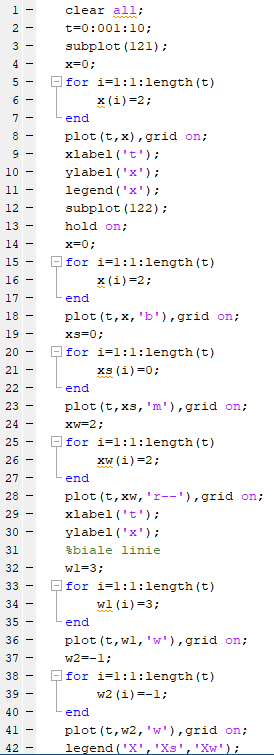 1 - clear all;
2 - t=0:001:10;
3 - subplot(121);
4 - x=0;
5 - for i=1:1:length(t)
6 - x(i)=2;
7 - end
8 - plot(t,x),grid on;
9 - xlabel('t');
10 - ylabel('x');
11 - legend('x');
12 - subplot(122);
13 - hold on;
14 - x=0;
15 - for i=1:1:length(t)
16 - x(i)=2;
17 - end
18 - plot(t,x,'b'),grid on;
19 - xs=0;
20 - for i=1:1:length(t)
21 - xs(i)=0;
22 - end
23 - plot(t,xs,'m'),grid on;
24 - xw=2;
25 - for i=1:1:length(t)
26 - xw(i)=2;
27 - end
28 - plot(t,xw,'r--'),grid on;
29 - xlabel('t');
30 - ylabel('x');
31 %biale linie
32 - w1=3;
33 - for i=1:1:length(t)
34 - w1(i)=3;
35 - end
36 - plot(t,w1,'w'),grid on;
37 - w2=-1;
38 - for i=1:1:length(t)
39 - w2(i)=-1;
40 - end
41 - plot(t,w2,'w'),grid on;
42 - legend('X','Xs','Xw');